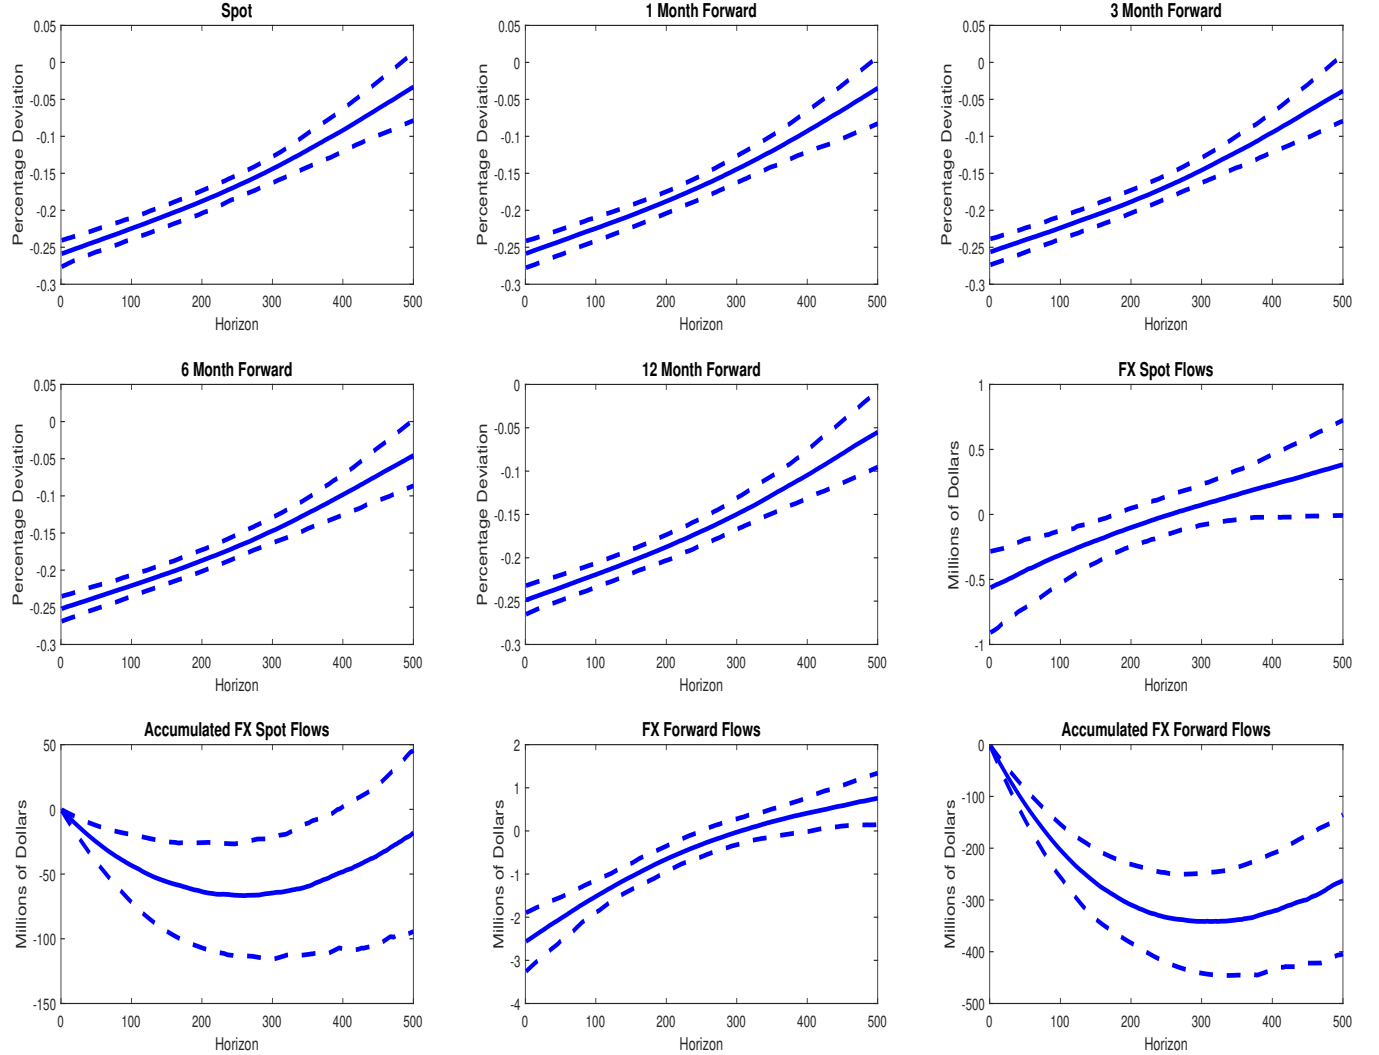 Spot
Percentage Deviation
0.05
0
-0.05
-0.1
-0.15
-0.2
-0.25
-0.3
0 100 200 300 400 500
Horizon
1 Month Forward
Percentage Deviation
0.05
0
-0.05
-0.1
-0.15
-0.2
-0.25
-0.3
0 100 200 300 400 500
Horizon
3 Month Forward
Percentage Deviation
0.05
0
-0.05
-0.1
-0.15
-0.2
-0.25
-0.3
0 100 200 300 400 500
Horizon
6 Month Forward
Percentage Deviation
0.05
0
-0.05
-0.1
-0.15
-0.2
-0.25
-0.3
0 100 200 300 400 500
Horizon
12 Month Forward
Percentage Deviation
0
-0.05
-0.1
-0.15
-0.2
-0.25
-0.3
0 100 200 300 400 500
Horizon
FX Spot Flows
Millions of Dollars
1
0.5
0
-0.5
-1
0 100 200 300 400 500
Horizon
Accumulated FX Spot Flows
Millions of Dollars
50
0
-50
-100
-150
0 100 200 300 400 500
Horizon
FX Forward Flows
Millions of Dollars
2
1
0
-1
-2
-3
-4
0 100 200 300 400 500
Horizon
Accumulated FX Forward Flows
Millions of Dollars
0
-100
-200
-300
-400
-500
0 100 200 300 400 500
Horizon